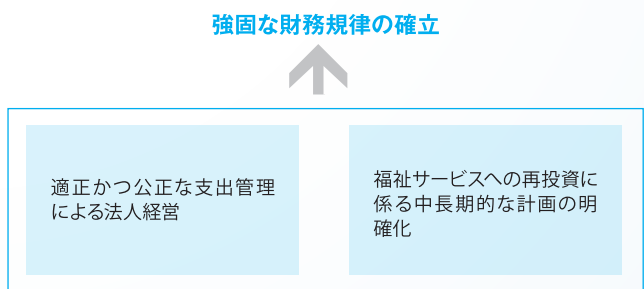 強固な財務規律の確立
適正かつ公正な支出管理
による法人経営
福祉サービスへの再投資に
係る中長期的な計画の明
確化